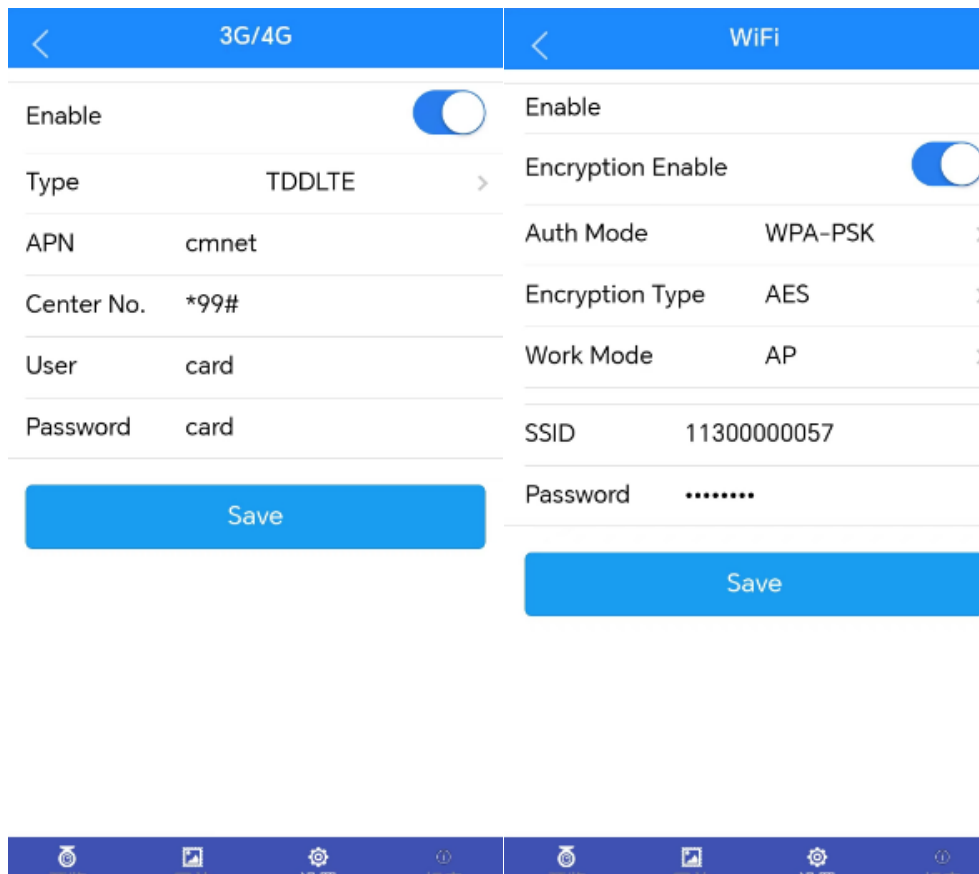 3G/4G
Enable
Type TDDLTE
APN cmnet
Center No. *99#
User card
Password card
Save
WiFi
Enable
Encryption Enable
Auth Mode WPA-PSK
Encryption Type AES
Work Mode AP
SSID 11300000057
Password ••••••••
Save